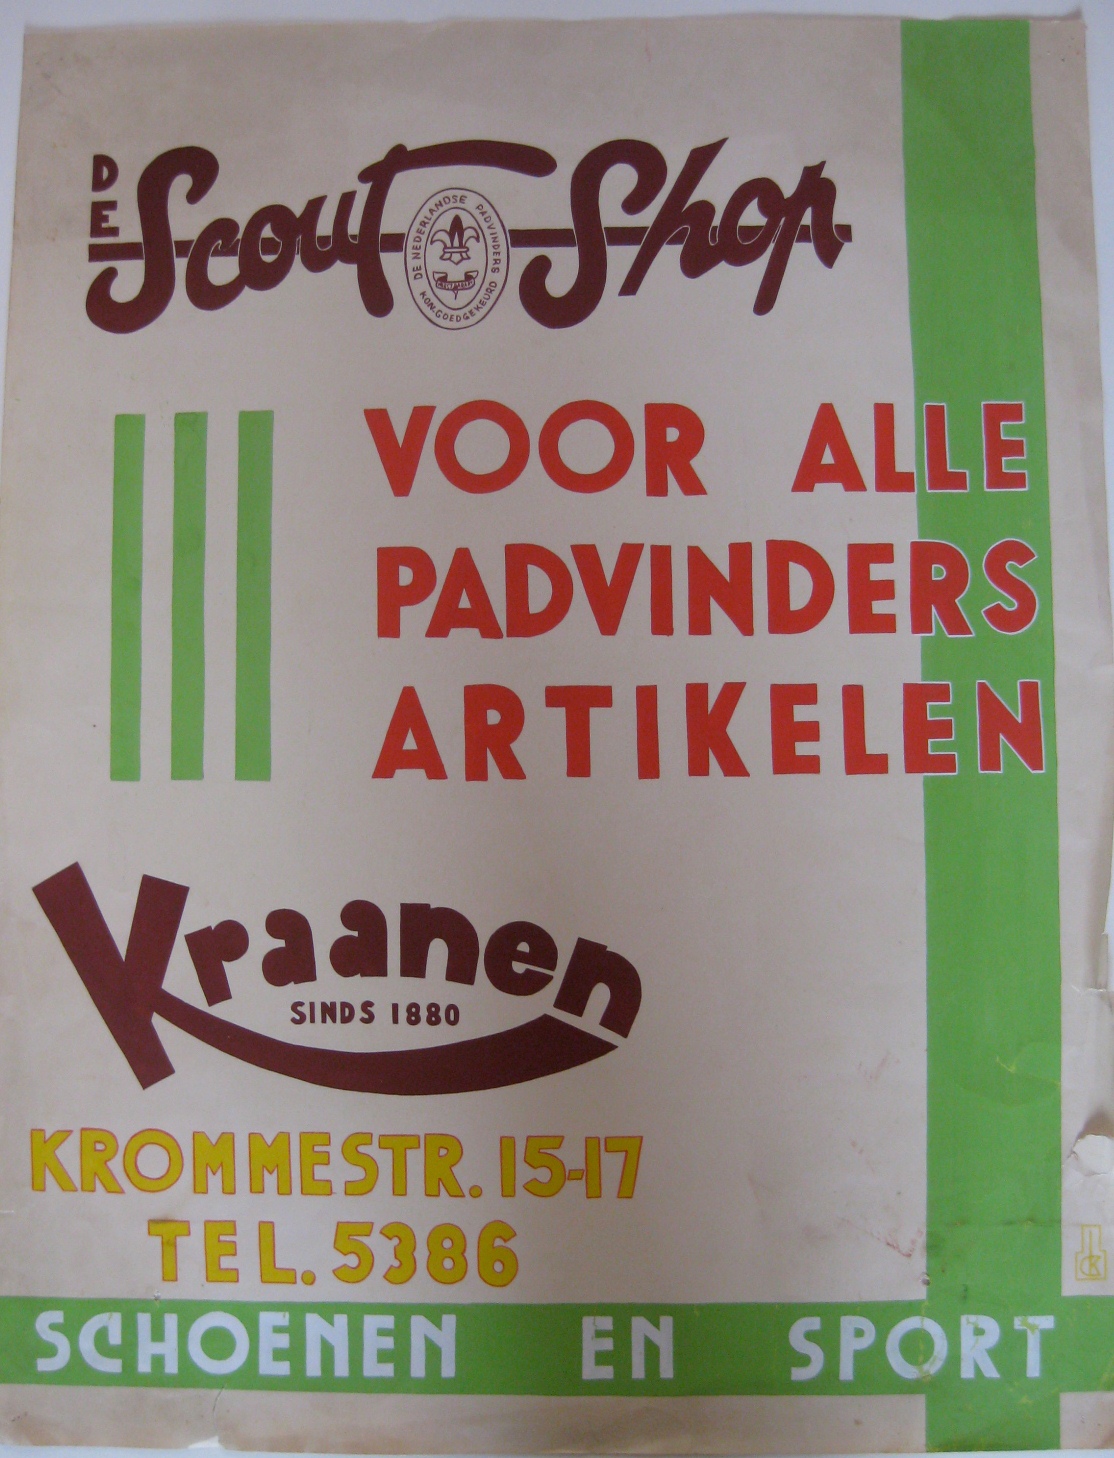 DE Scout Shop
DE NEDERLANDSE PADVINDERS
KON. GOEDGEKEURD
VOOR ALLE
PADVINDERS
ARTIKELEN
Kraanen
SINDS 1880
KROMMESTR. 15-17
TEL. 5386
SCHOENEN EN SPORT